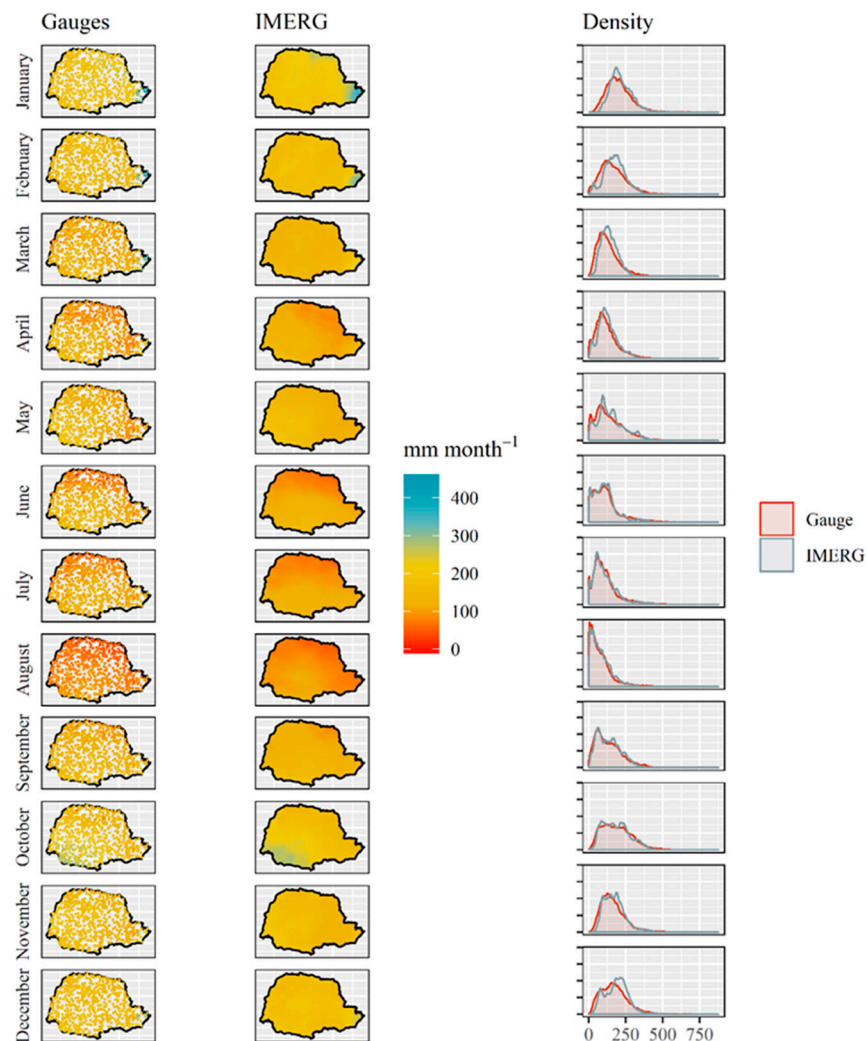 Gauges IMERG Density
January
February
March
April
May
June
July
August
September
October
November
December
mm month⁻¹
400
300
200
100
0
Gauge
IMERG
0 250 500 750